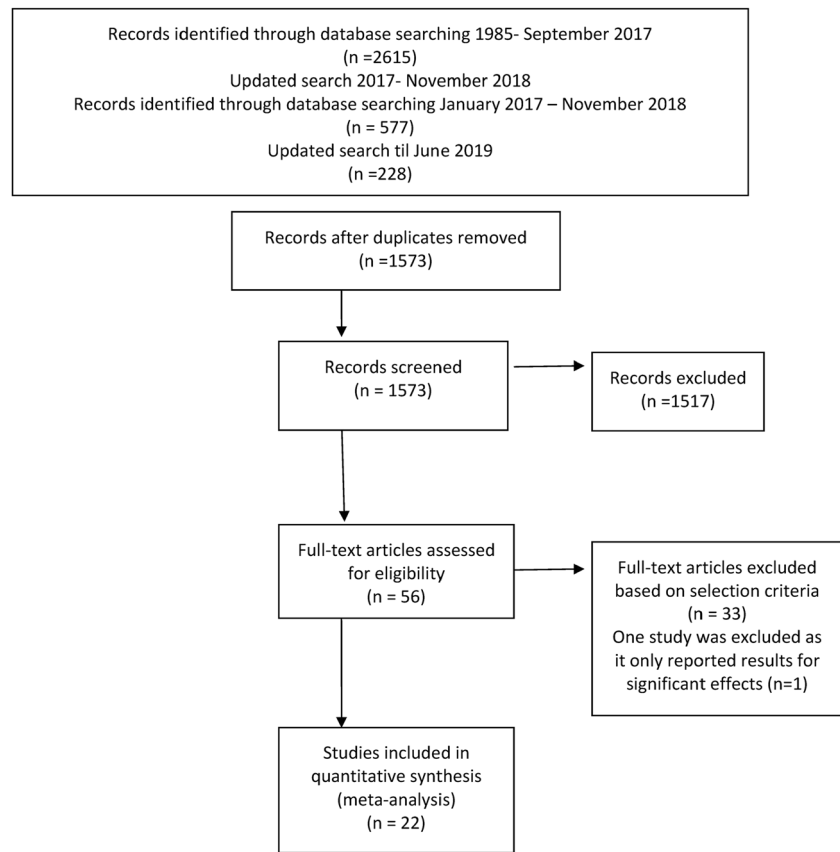 Records identified through database searching 1985- September 2017
(n =2615)
Updated search 2017- November 2018
Records identified through database searching January 2017 – November 2018
(n = 577)
Updated search til June 2019
(n =228)
Records after duplicates removed
(n =1573)
Records screened
(n = 1573)
Records excluded
(n =1517)
Full-text articles assessed
for eligibility
(n = 56)
Full-text articles excluded
based on selection criteria
(n = 33)
One study was excluded as
it only reported results for
significant effects (n=1)
Studies included in
quantitative synthesis
(meta-analysis)
(n = 22)